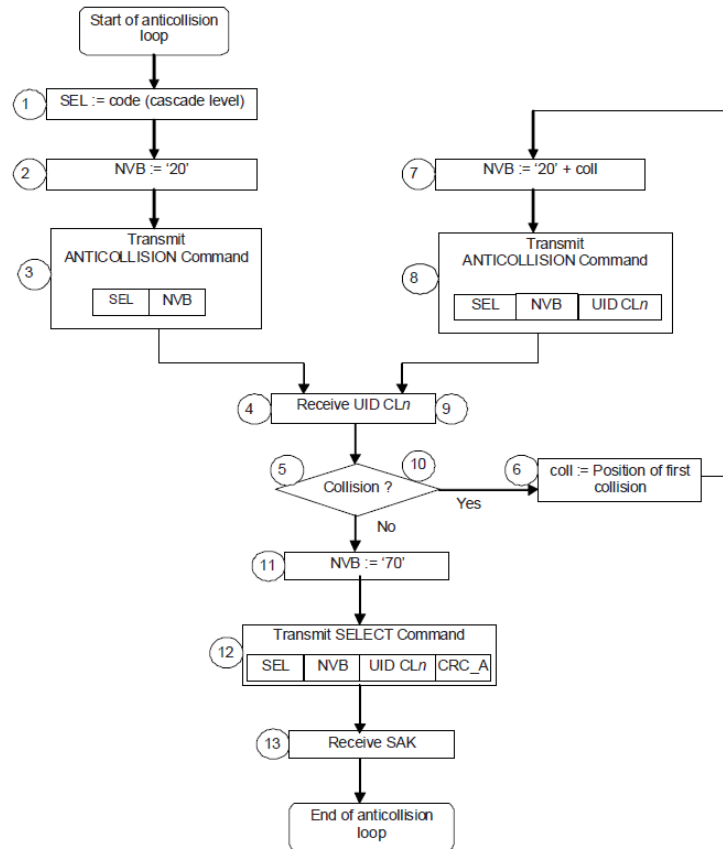 Start of anticollision
loop
1
SEL := code (cascade level)
2
NVB := ‘20’
3
Transmit
ANTICOLLISION Command
SEL
NVB
7
NVB := ‘20’ + coll
8
Transmit
ANTICOLLISION Command
SEL
NVB
UID CLn
4
Receive UID CLn
9
5
Collision ?
10
Yes
No
6
coll := Position of first
collision
11
NVB := ‘70’
12
Transmit SELECT Command
SEL
NVB
UID CLn
CRC_A
13
Receive SAK
End of anticollision
loop